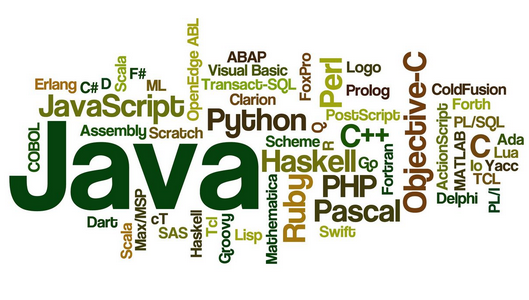 OpenEdge ABL
Scala
F#
Erlang
C#
D
ML
ABAP
Visual Basic
Transact-SQL
FoxPro
Perl
Logo
Prolog
Objective-C
ColdFusion
JavaScript
Clarion
PostScript
ActionScript
Forth
COBOL
Assembly
Scratch
Python
Q
R
C++
MATLAB
PL/SQL
Java
Scheme
Haskell
Go
Fortran
C
Ada
Lua
Io
Yacc
TCL
Delphi
PL/I
Dart
Scala
Max/MSP
cT
SAS
Haskell
Tcl
Groovy
Lisp
Mathematica
Ruby
PHP
Pascal
Swift